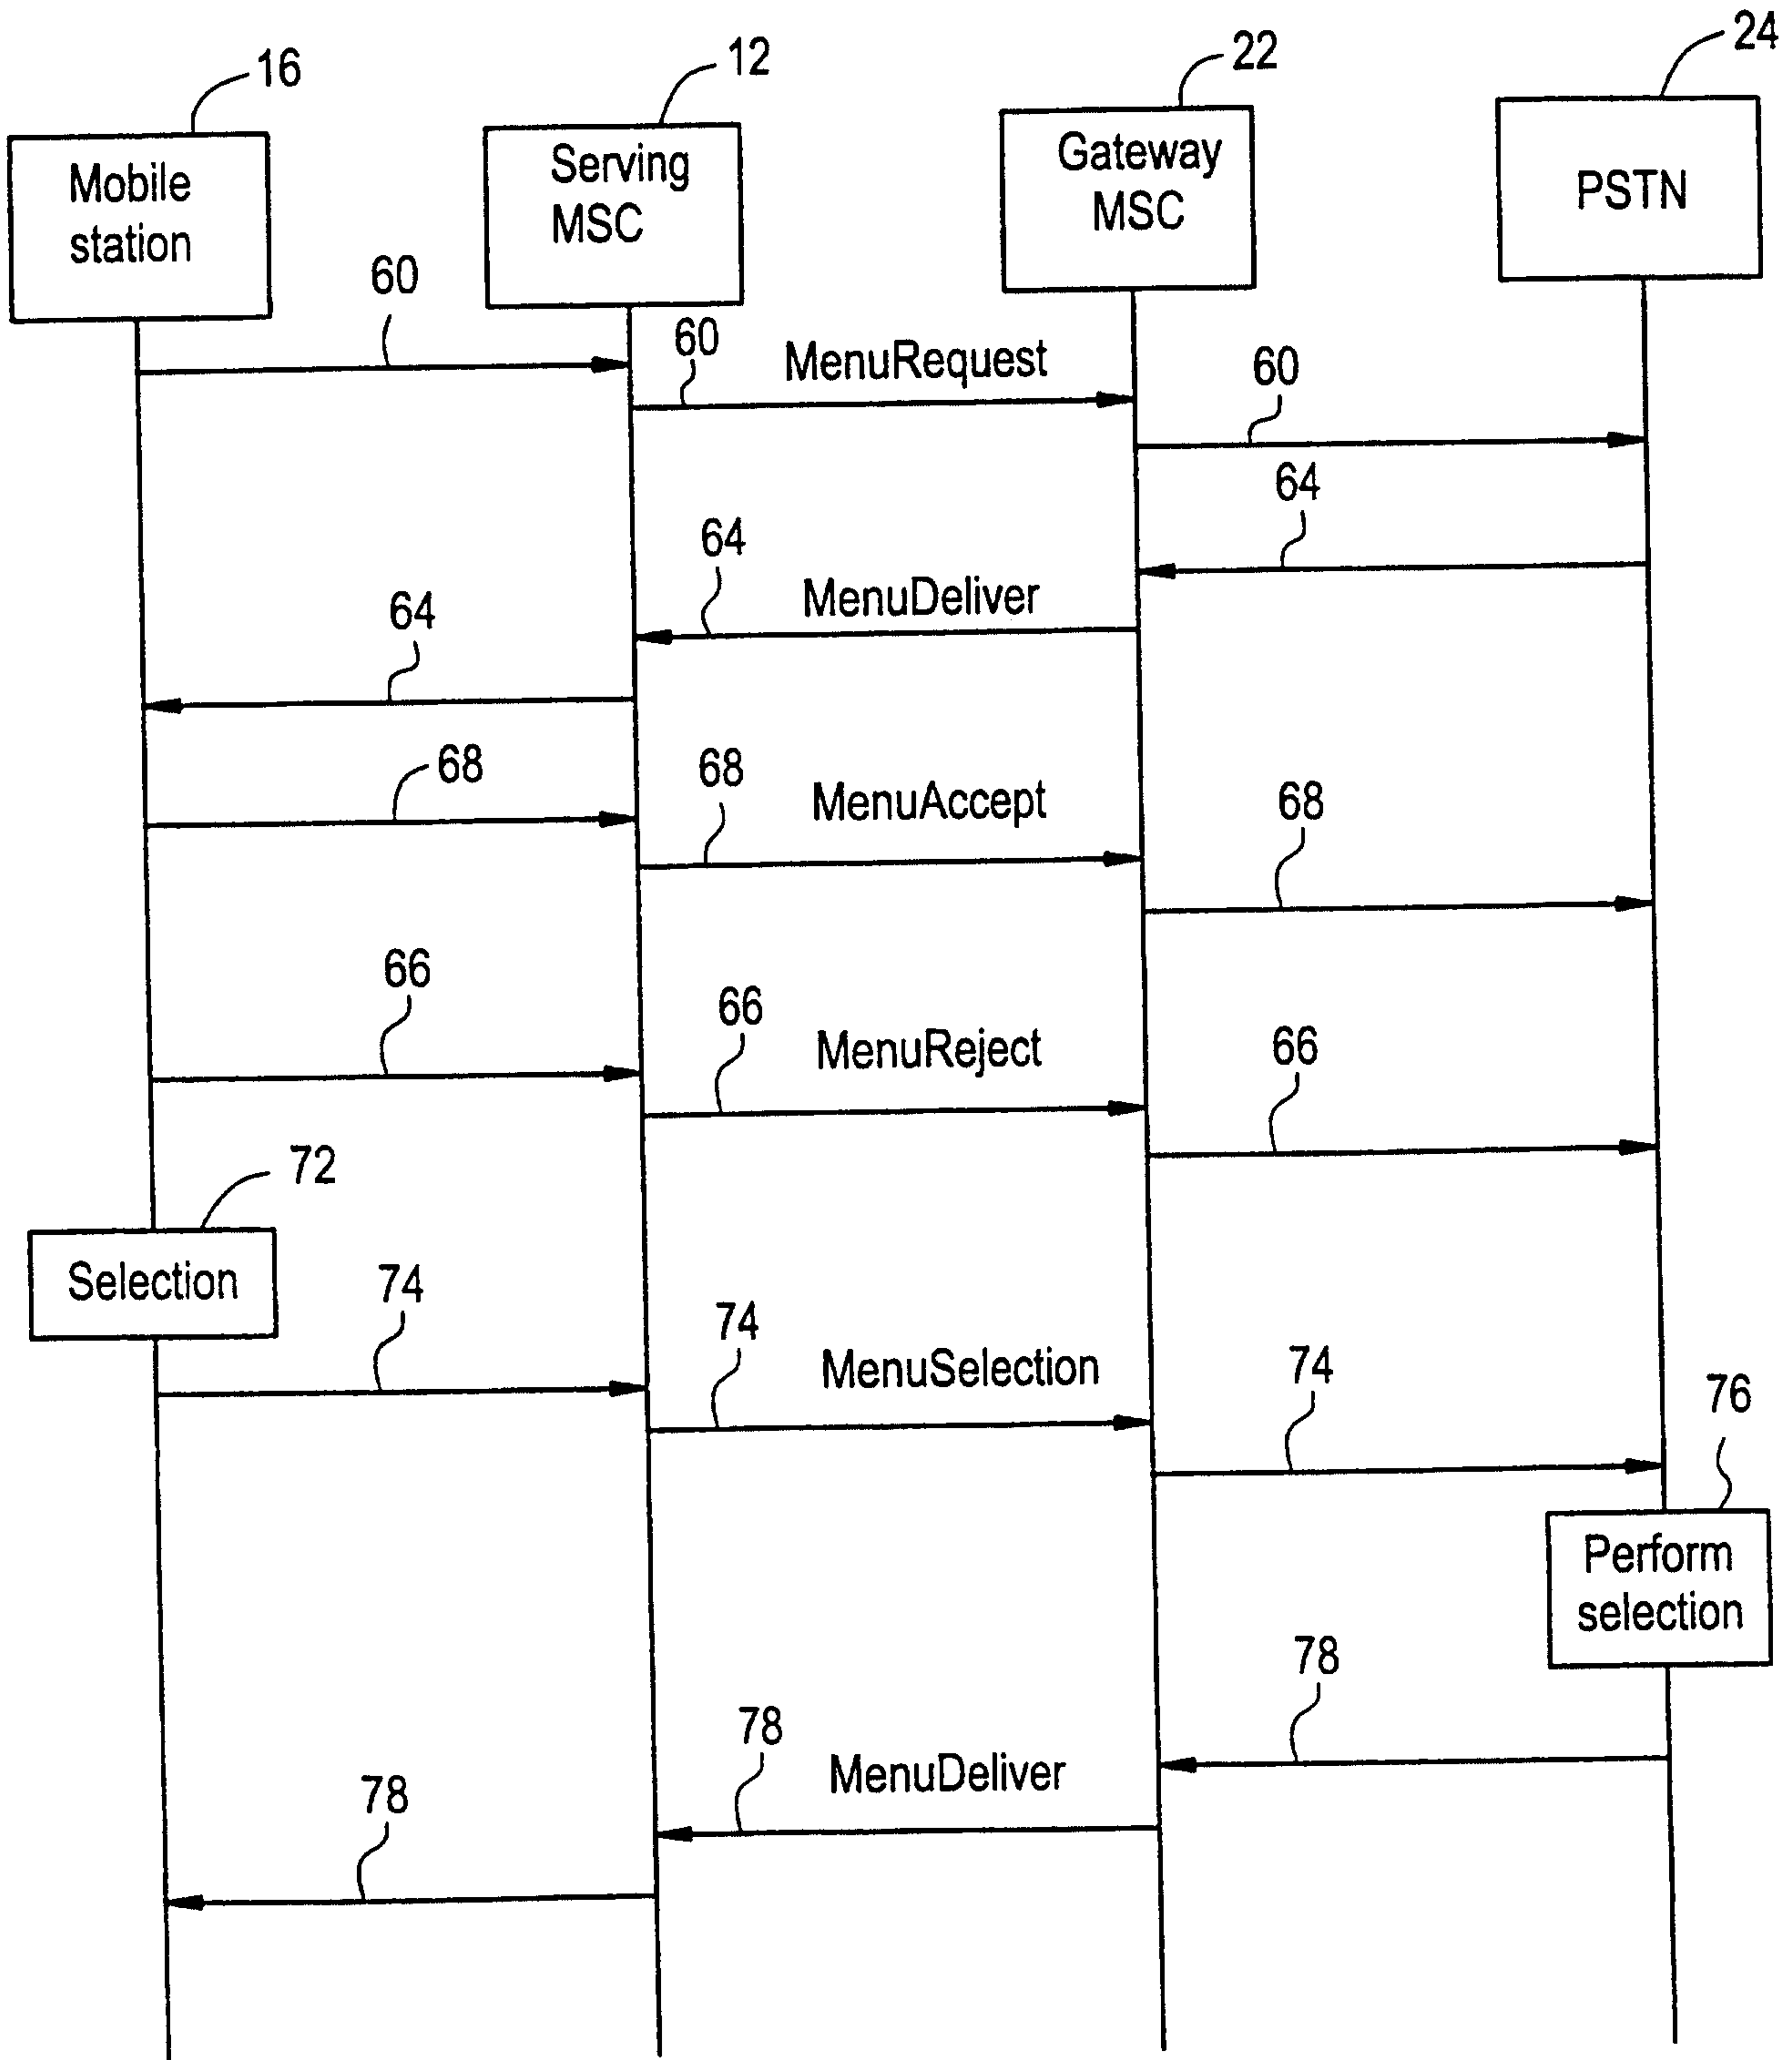 16
12
22
24
Mobile
station
Serving
MSC
Gateway
MSC
PSTN
60
60
MenuRequest
60
64
64
MenuDeliver
64
68
68
MenuAccept
68
66
66
MenuReject
66
72
Selection
74
74
MenuSelection
74
76
Perform
selection
78
78
MenuDeliver
78